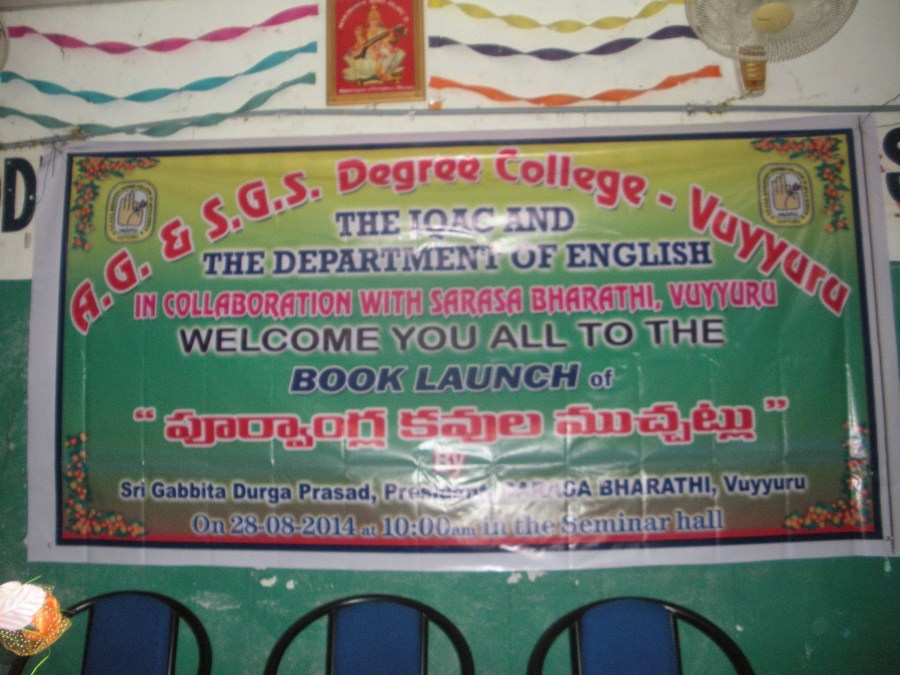 A.G. & S.G.S. Degree College - Vuyyuru
THE IQAC AND
THE DEPARTMENT OF ENGLISH
IN COLLABORATION WITH SARASA BHARATHI, VUYYURU
WELCOME YOU ALL TO THE
BOOK LAUNCH of
“ పూర్వాంగ్ల కవుల ముచ్చట్లు ”
By
Sri Gabbita Durga Prasad, President, SARASA BHARATHI, Vuyyuru
On 28-08-2014 at 10:00am in the Seminar hall